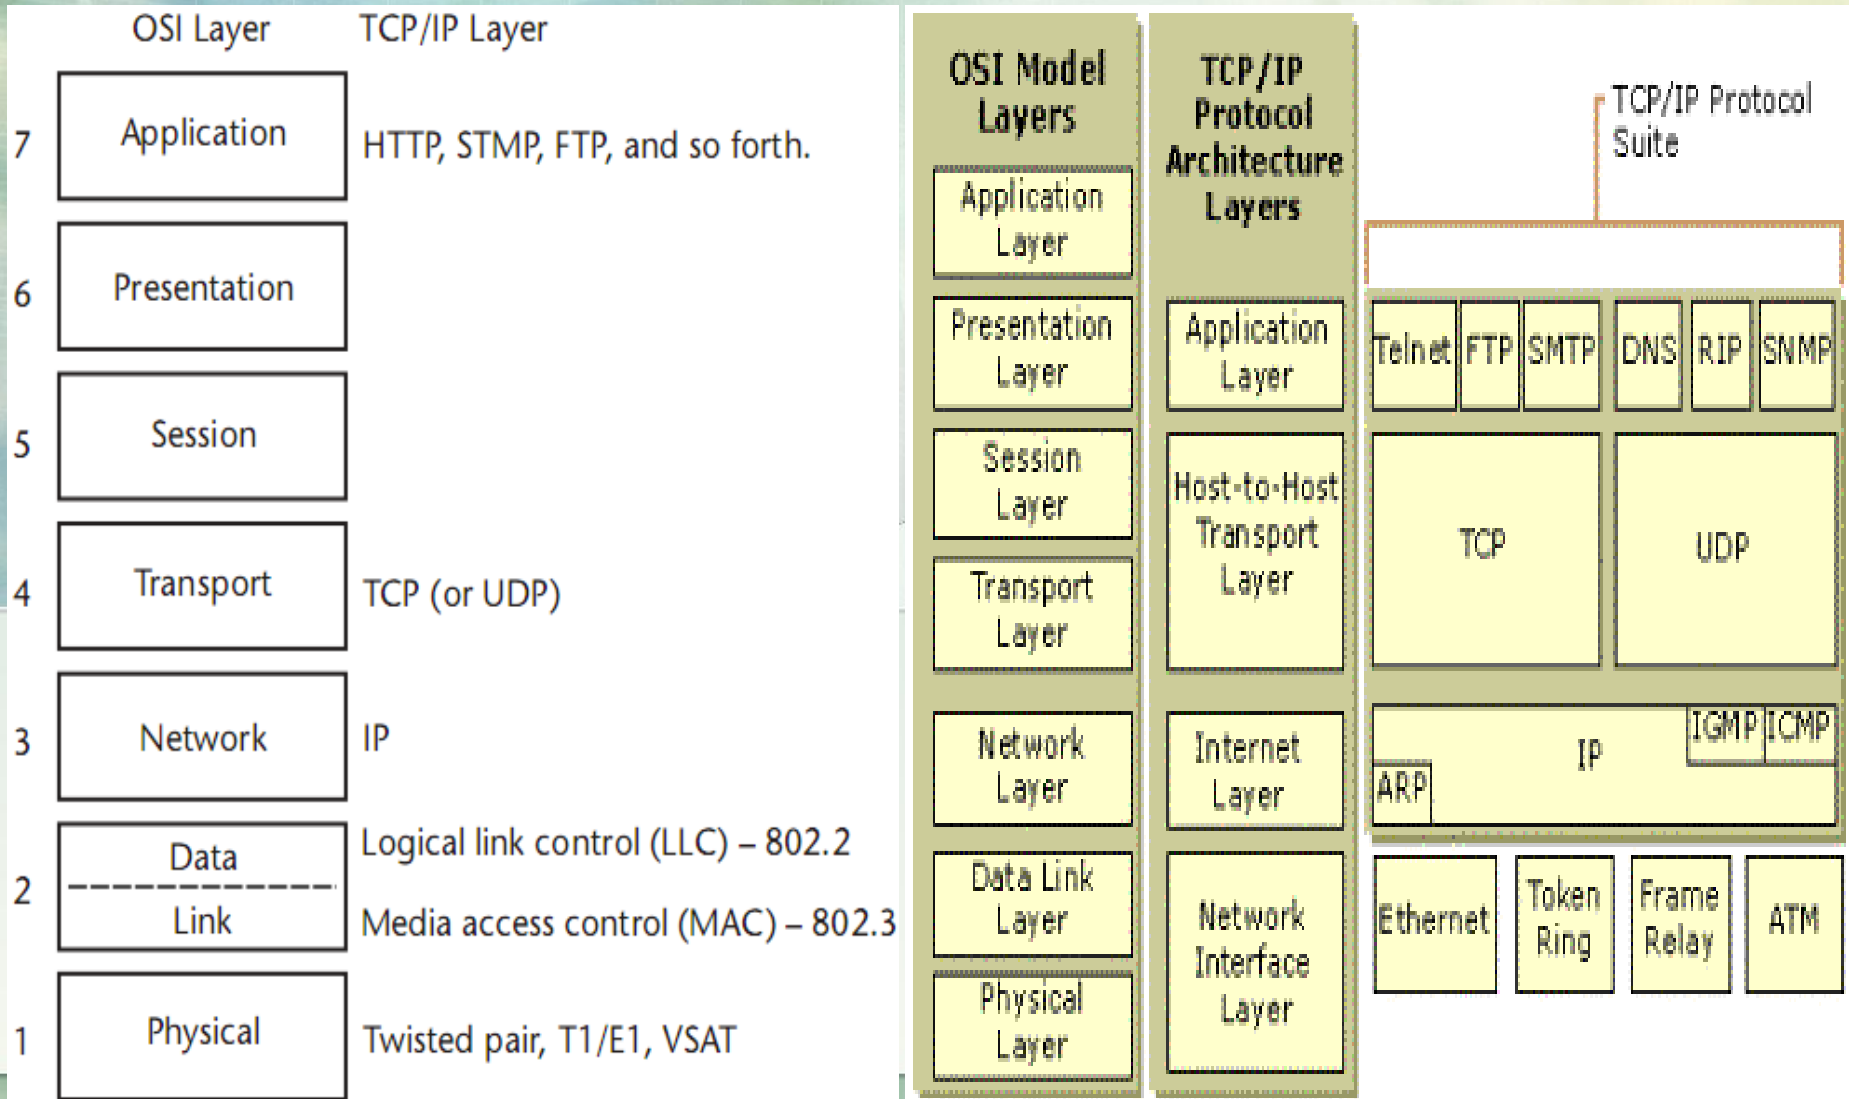 OSI Layer TCP/IP Layer
7 Application HTTP, STMP, FTP, and so forth.
6 Presentation
5 Session
4 Transport TCP (or UDP)
3 Network IP
2 Data Logical link control (LLC) – 802.2
Link Media access control (MAC) – 802.3
1 Physical Twisted pair, T1/E1, VSAT
OSI Model
Layers
Application
Layer
Presentation
Layer
Session
Layer
Transport
Layer
Network
Layer
Data Link
Layer
Physical
Layer
TCP/IP
Protocol
Architecture
Layers
Application
Layer
Host-to-Host
Transport
Layer
Internet
Layer
Network
Interface
Layer
TCP/IP Protocol
Suite
Telnet FTP SMTP DNS RIP SNMP
TCP UDP
IGMP ICMP
IP
ARP
Ethernet
Token
Ring
Frame
Relay
ATM